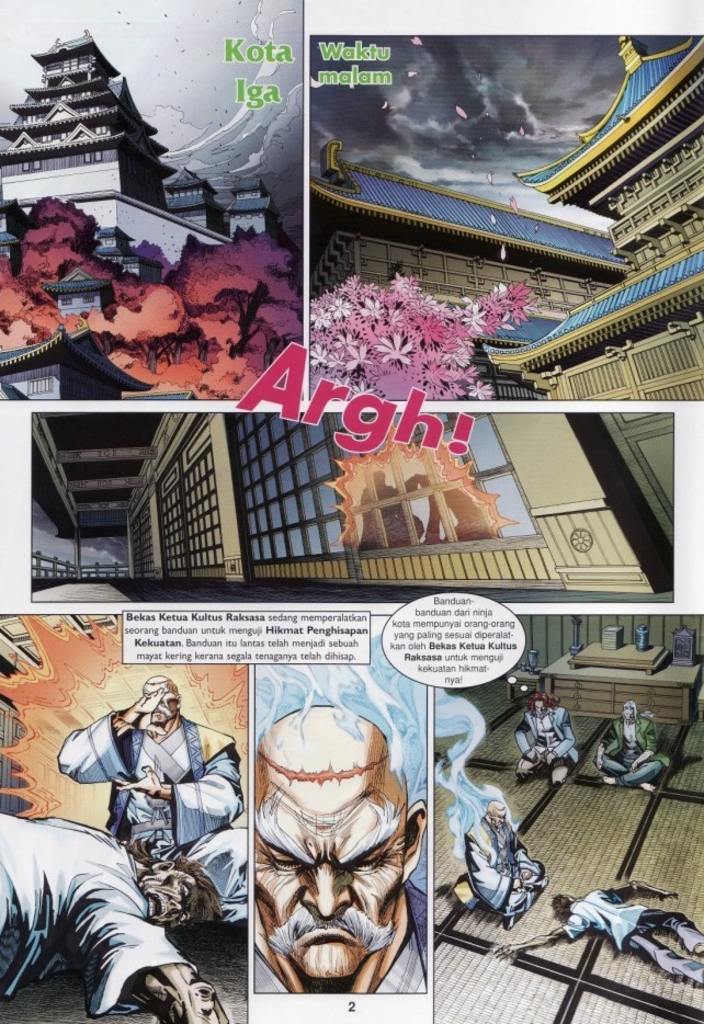 Kota
Iga
Waktu
malam
Argh!
Bekas Ketua Kultus Raksasa sedang memperalatkan
seorang banduan untuk menguji Hikmat Penghisapan
Kekuatan. Banduan itu lantas telah menjadi sebuah
mayat kering kerana segala tenaganya telah dihisap.
Banduan-
banduan dari ninja
kota mempunyai orang-orang
yang paling sesuai diperalat-
kan oleh Bekas Ketua Kultus
Raksasa untuk menguji
kekuatan hikmat-
nya!
2